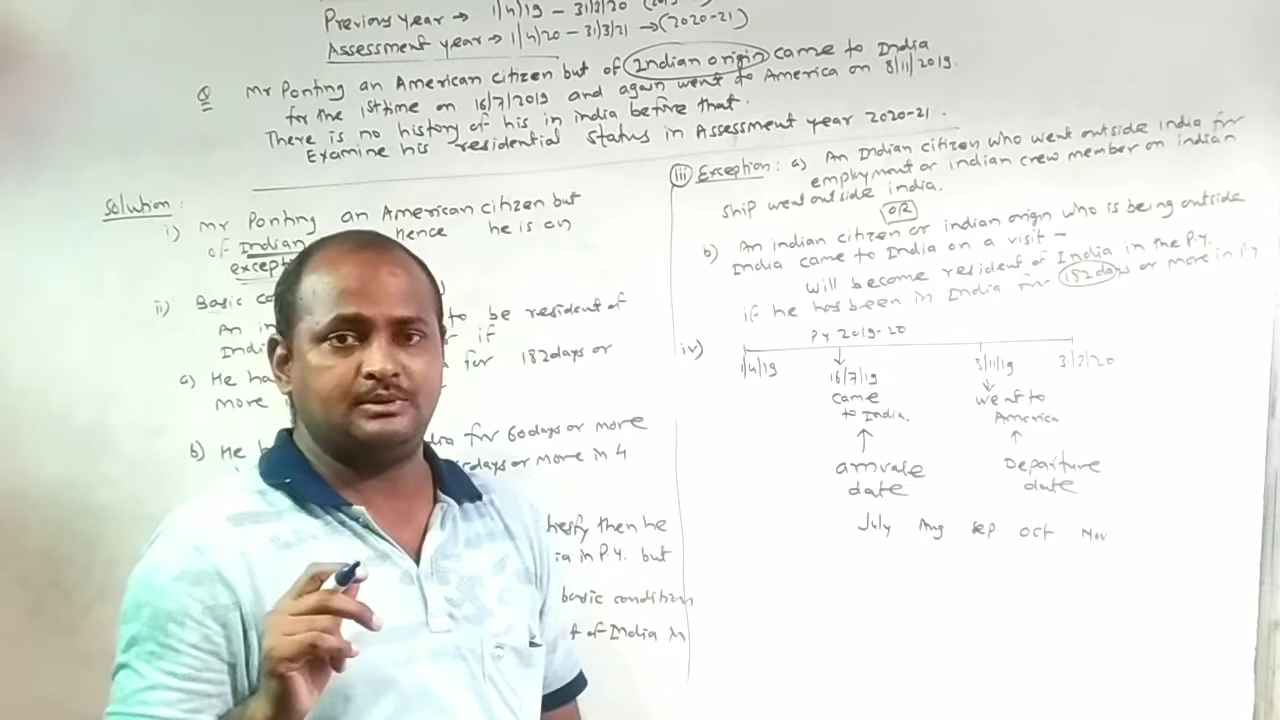 Previous year → 1/4/19 – 31/3/20
Assessment year → 1/4/20 – 31/3/21 → (2020-21)
Q Mr Ponting an American citizen but of Indian origin came to India
for the 1st time on 16/7/2019 and again went to America on 8/11/2019.
There is no history of his in india before that.
Examine his residential status in Assessment year 2020-21.
Solution:
i) Mr Ponting an American citizen but
of Indian hence he is an
except
ii) Basic to be resident of
An in
Indi if
a) He ha for 182 days or
more
b) He for 60 days or more
days or more in 4
then he
in P.Y. but
basic condition
of India in
iii) Exception: a) An Indian citizen who went outside india for
employment or indian crew member on indian
ship went outside india.
OR
b) An indian citizen or indian origin who is being outside
India came to India on a visit –
will become resident of India in the P.Y.
if he has been in India for 182 days or more in PY
iv) PY 2019-20
1/4/19 16/7/19 8/11/19 31/3/20
came went to
to India. America
arrivale Departure
date date
July Aug Sep Oct Nov